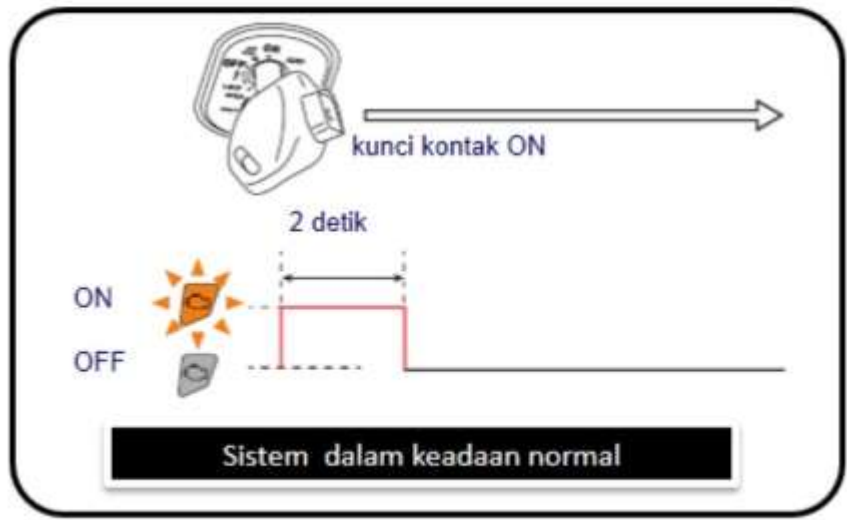 kunci kontak ON
2 detik
ON
OFF
Sistem dalam keadaan normal